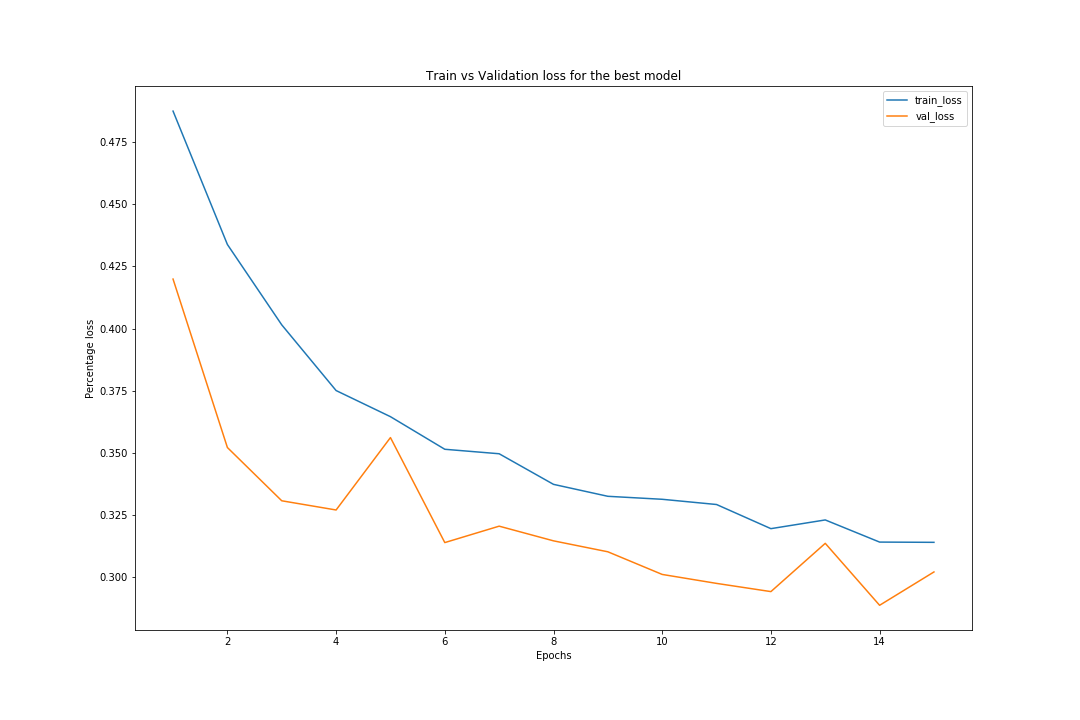 Train vs Validation loss for the best model
train_loss
val_loss
0.475
0.450
0.425
0.400
0.375
0.350
0.325
0.300
Percentage loss
2 4 6 8 10 12 14
Epochs